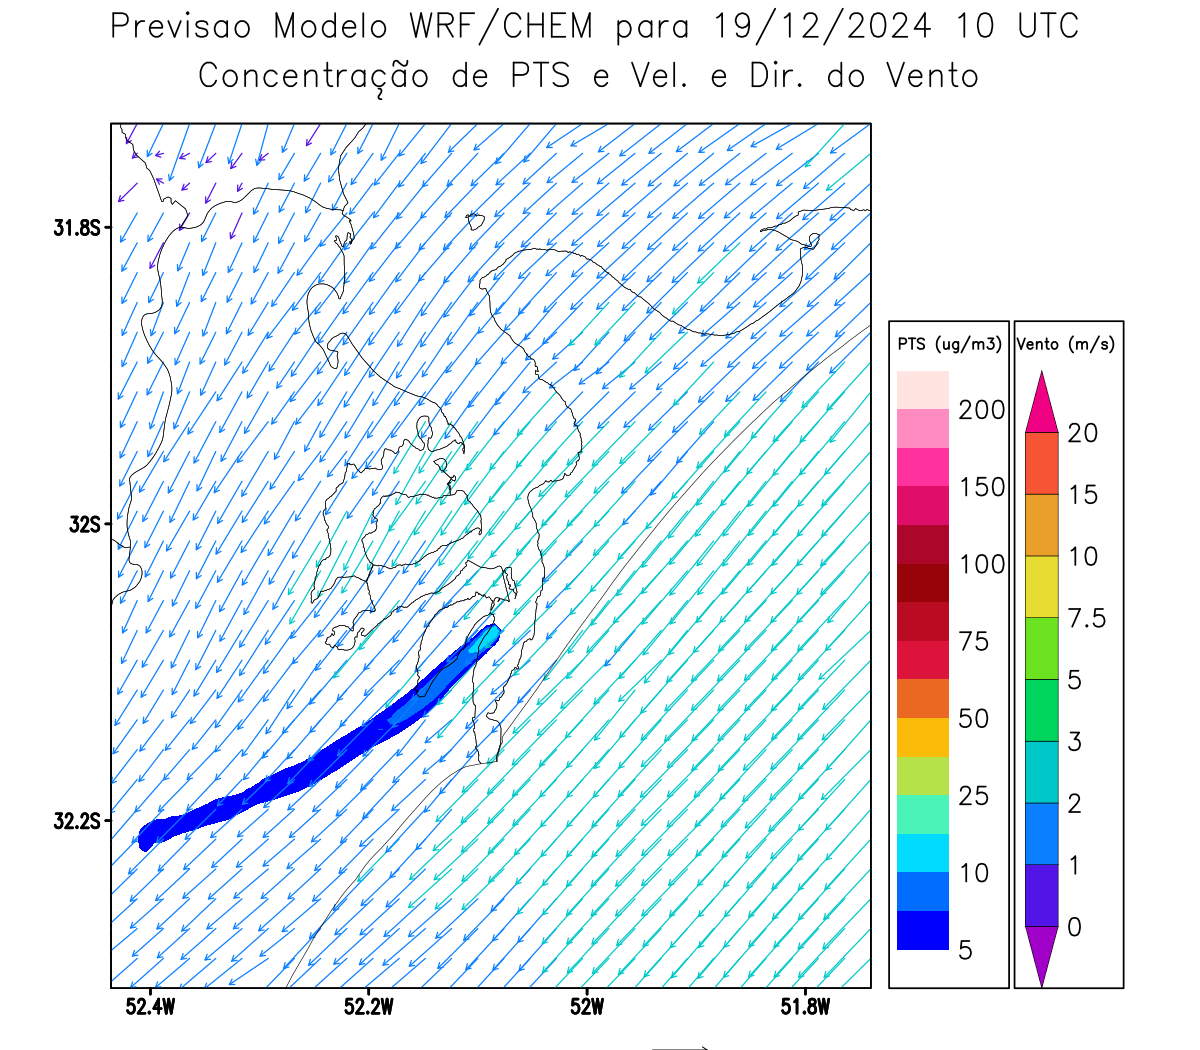 Previsao Modelo WRF/CHEM para 19/12/2024 10 UTC
Concentração de PTS e Vel. e Dir. do Vento
31.8S
32S
32.2S
52.4W 52.2W 52W 51.8W
PTS (ug/m3)
200
150
100
75
50
25
10
5
Vento (m/s)
20
15
10
7.5
5
3
2
1
0